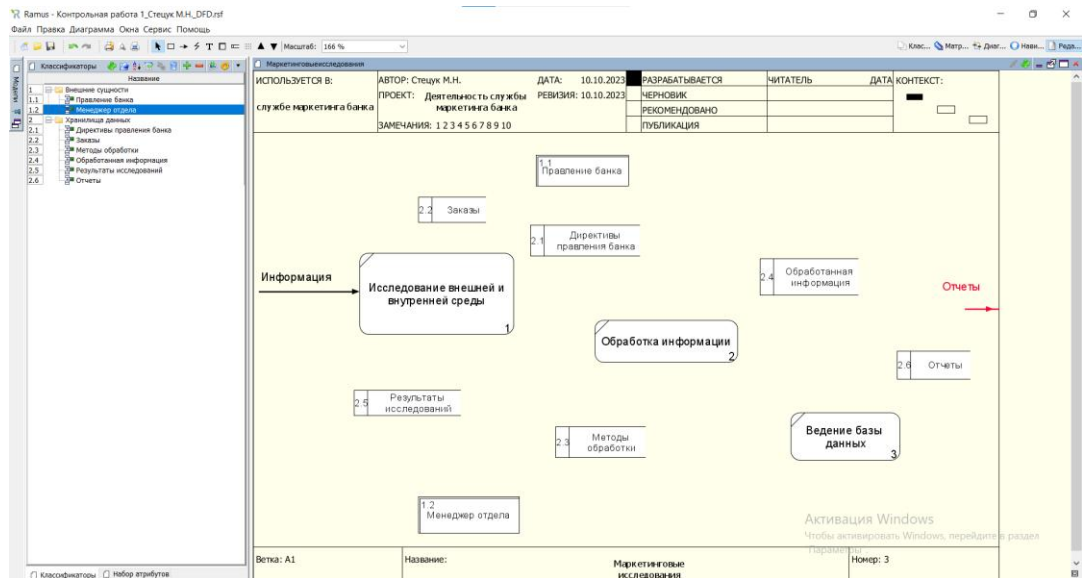 Ramus - Контрольная работа 1_Стецук М.Н._DFD.rsf
Файл Правка Диаграмма Окна Сервис Помощь
Масштаб: 166 %
Клас... Матр... Диаг... Нави... Реда...
Классификаторы
Маркетинговыеисследования
Модели
Название
1 Внешние сущности
1.1 Правление банка
1.2 Менеджер отдела
2 Хранилища данных
2.1 Директивы правления банка
2.2 Заказы
2.3 Методы обработки
2.4 Обработанная информация
2.5 Результаты исследований
2.6 Отчеты
ИСПОЛЬЗУЕТСЯ В:
службе маркетинга банка
АВТОР: Стецук М.Н.
ПРОЕКТ: Деятельность службы
маркетинга банка
ЗАМЕЧАНИЯ: 1 2 3 4 5 6 7 8 9 10
ДАТА: 10.10.2023
РЕВИЗИЯ: 10.10.2023
РАЗРАБАТЫВАЕТСЯ
ЧЕРНОВИК
РЕКОМЕНДОВАНО
ПУБЛИКАЦИЯ
ЧИТАТЕЛЬ ДАТА
КОНТЕКСТ:
1.1
Правление банка
2.2 Заказы
2.1 Директивы
правления банка
Информация
Исследование внешней и
внутренней среды
1
2.4 Обработанная
информация
Отчеты
Обработка информации
2
2.6 Отчеты
2.5 Результаты
исследований
2.3 Методы
обработки
Ведение базы
данных
3
1.2
Менеджер отдела
Активация Windows
Чтобы активировать Windows, перейдите в раздел
Параметры
Ветка: A1
Название:
Маркетинговые
исследования
Номер: 3
Классификаторы Набор атрибутов